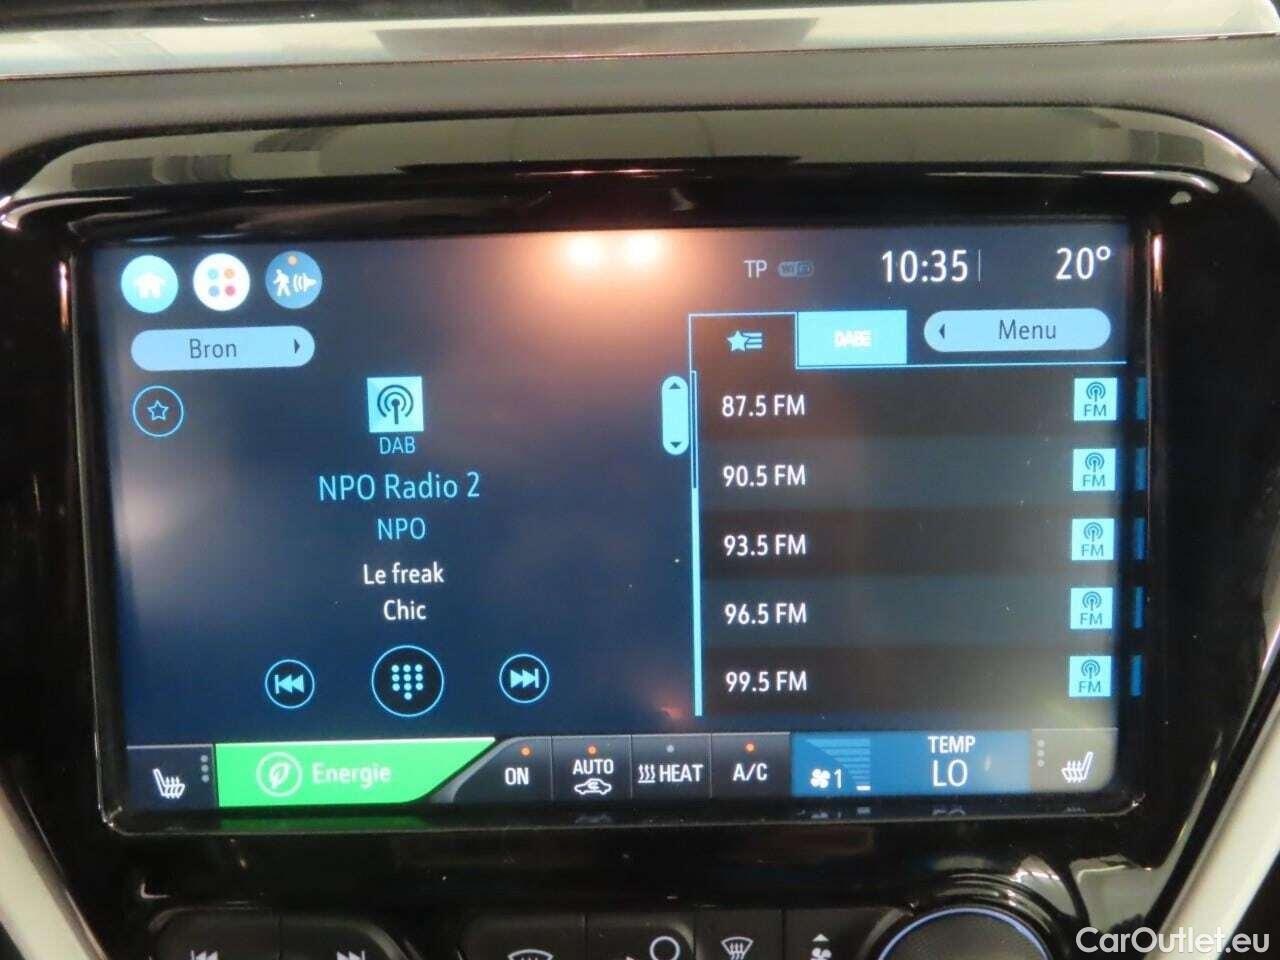 TP WiFi 10:35 20°
Bron Menu
DAB
NPO Radio 2
NPO
Le freak
Chic
87.5 FM FM
90.5 FM FM
93.5 FM FM
96.5 FM FM
99.5 FM FM
Energie ON AUTO HEAT A/C 1 TEMP LO
CarOutlet.eu